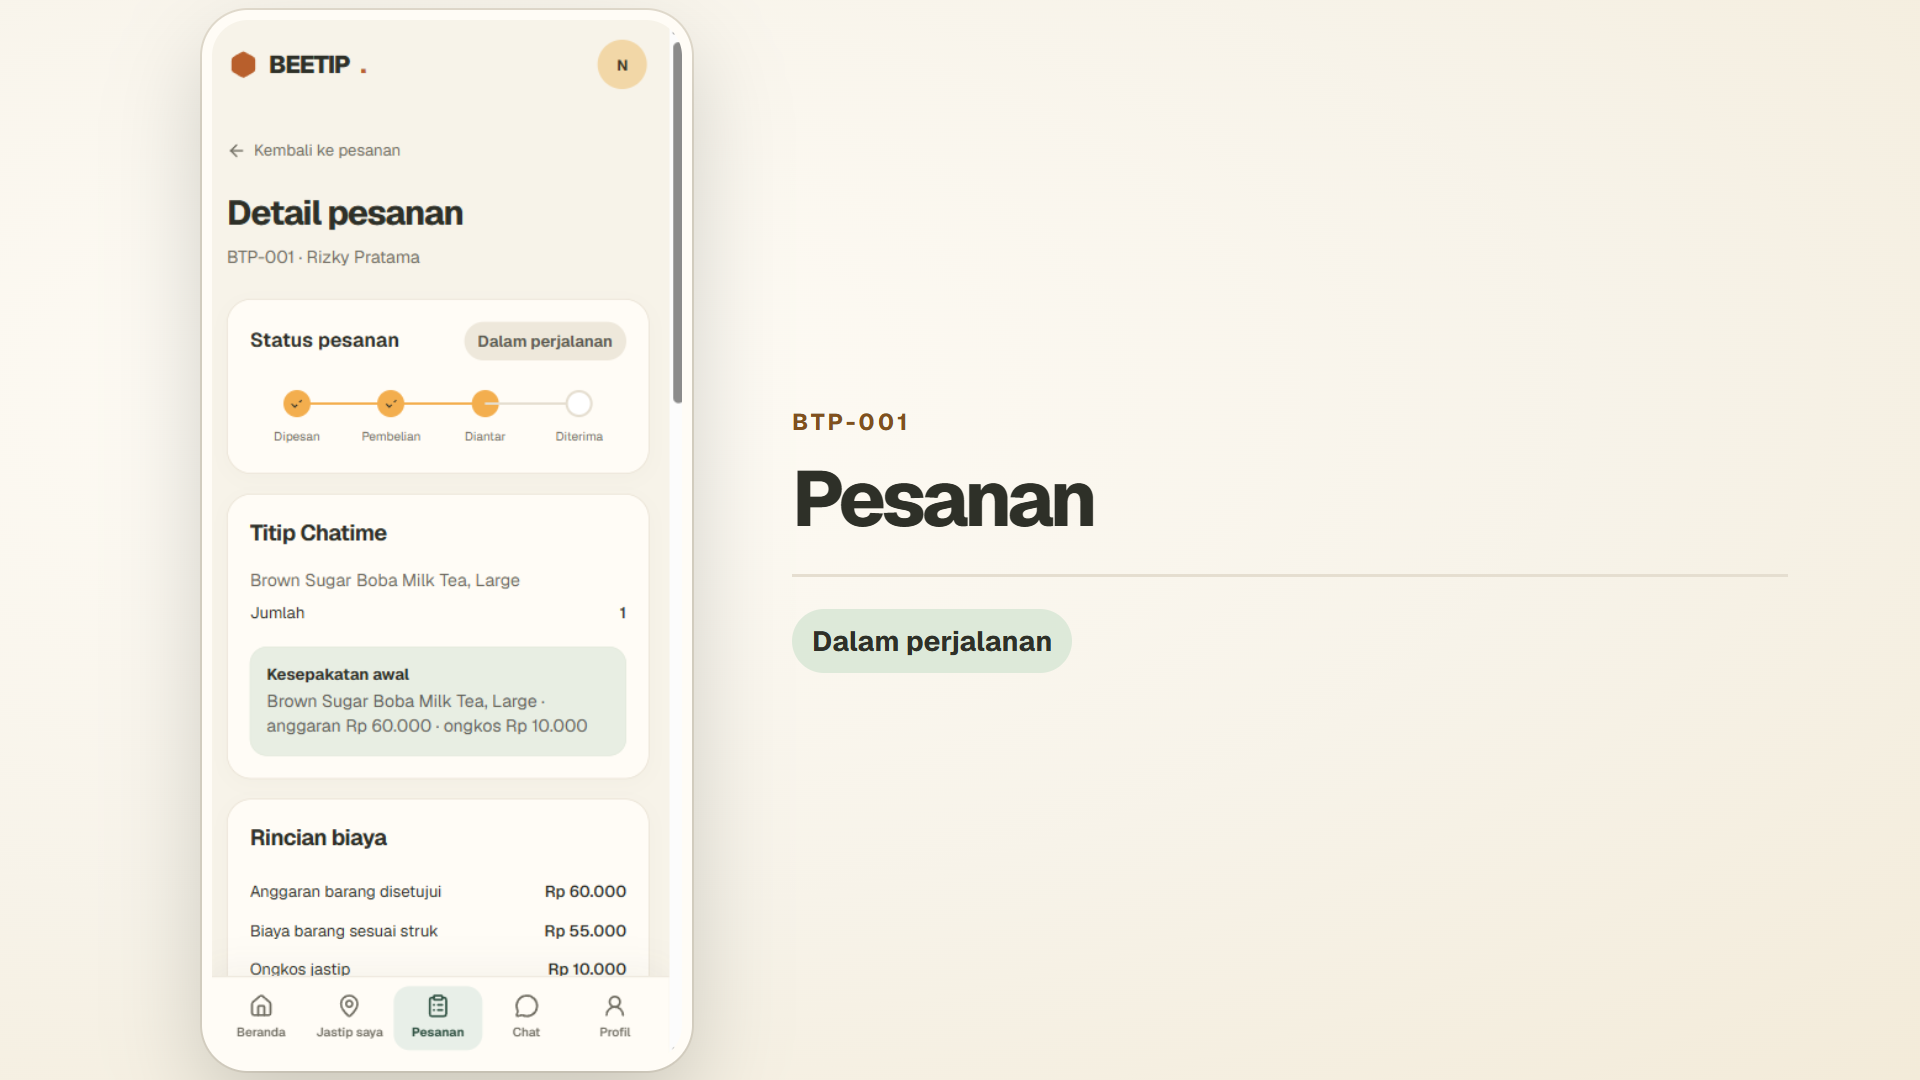 BEETIP .
N
Kembali ke pesanan
Detail pesanan
BTP-001 · Rizky Pratama
Status pesanan
Dalam perjalanan
Dipesan
Pembelian
Diantar
Diterima
Titip Chatime
Brown Sugar Boba Milk Tea, Large
Jumlah 1
Kesepakatan awal
Brown Sugar Boba Milk Tea, Large ·
anggaran Rp 60.000 · ongkos Rp 10.000
Rincian biaya
Anggaran barang disetujui Rp 60.000
Biaya barang sesuai struk Rp 55.000
Ongkos jastip Rp 10.000
Beranda
Jastip saya
Pesanan
Chat
Profil
BTP-001
Pesanan
Dalam perjalanan